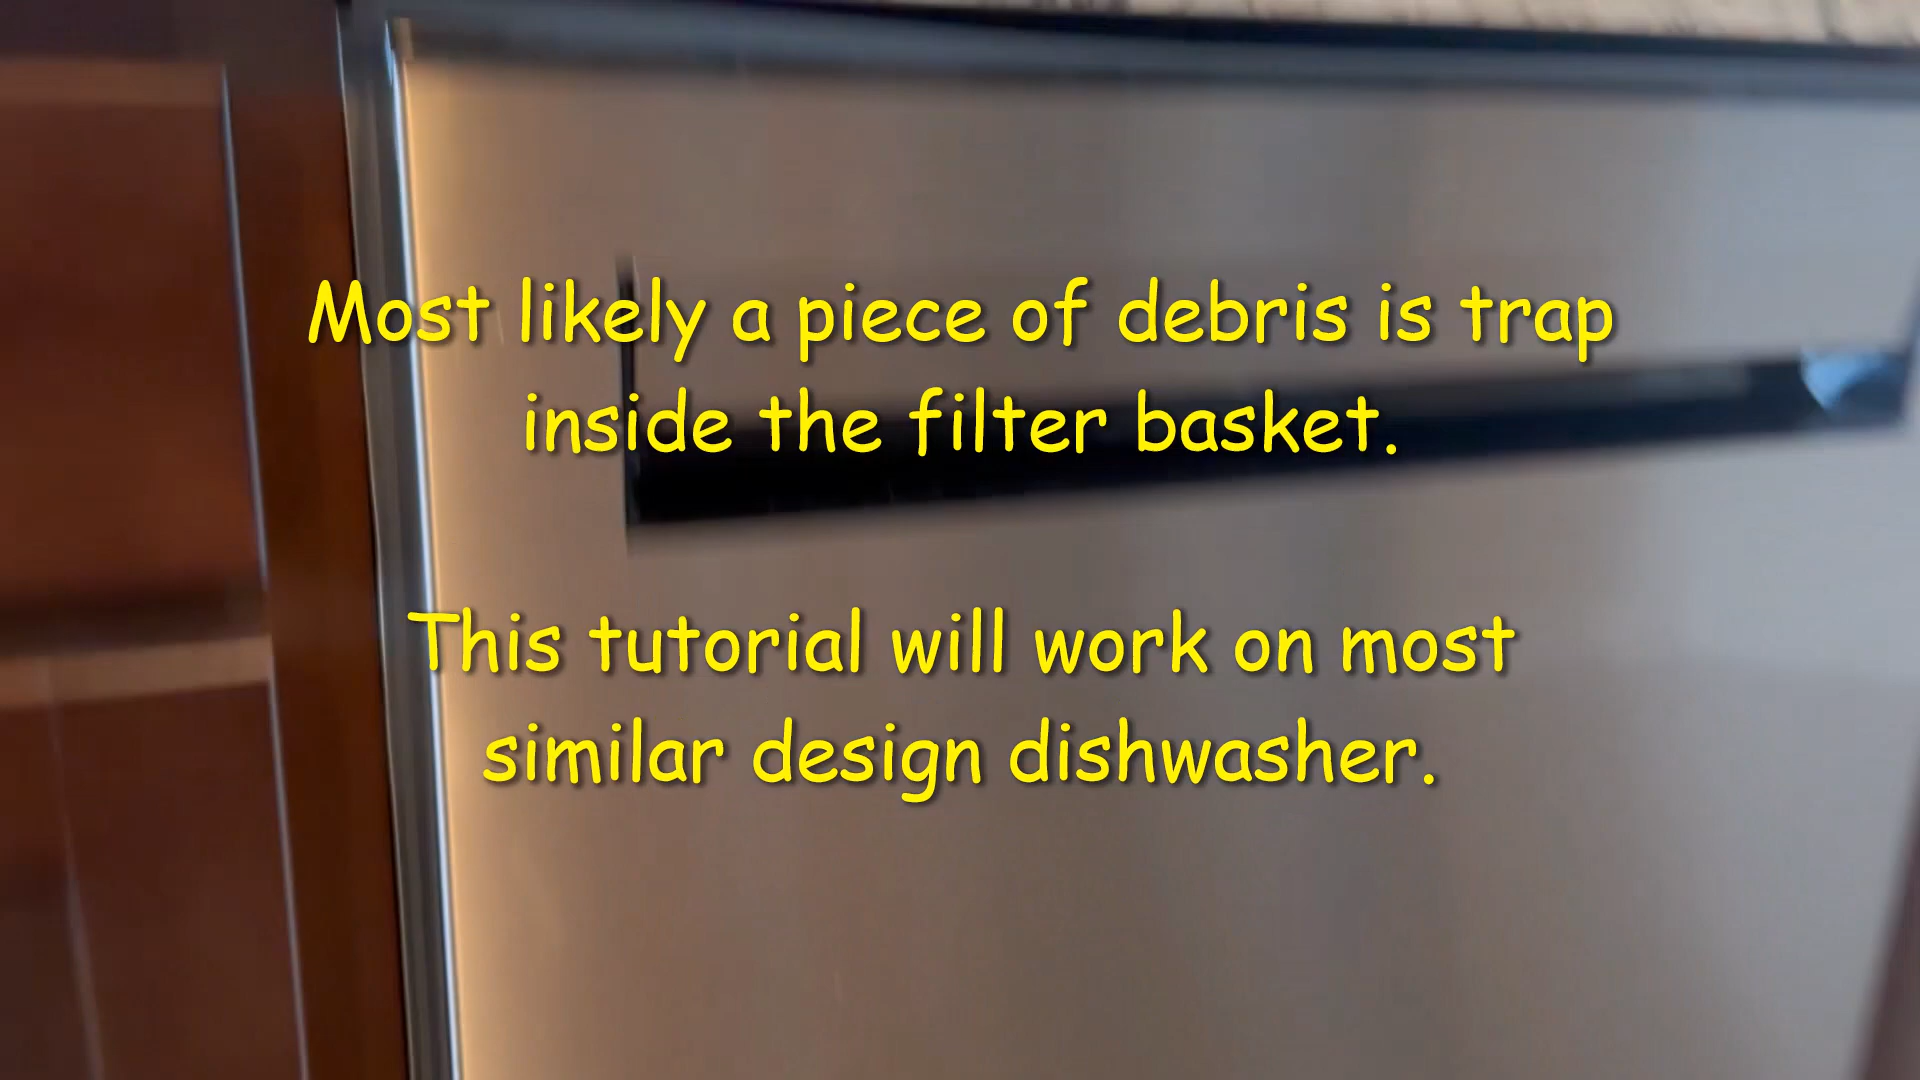 Most likely a piece of debris is trap
inside the filter basket.
This tutorial will work on most
similar design dishwasher.